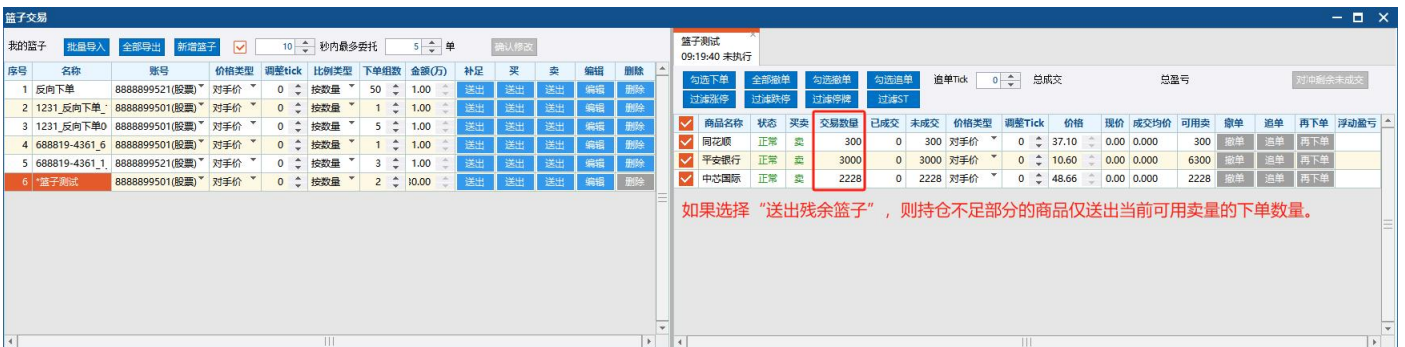 篮子交易
我的篮子 批量导入 全部导出 新增篮子 10 秒内最多委托 5 单 确认修改
序号 名称 账号 价格类型 调整tick 比例类型 下单组数 金额(万) 补足 买 卖 编辑 删除
1 反向下单 8888899521(股票) 对手价 0 按数量 50 1.00 送出 送出 送出 编辑 删除
2 1231_反向下单_ 8888899501(股票) 对手价 0 按数量 1 1.00 送出 送出 送出 编辑 删除
3 1231_反向下单0 8888899501(股票) 对手价 0 按数量 5 1.00 送出 送出 送出 编辑 删除
4 688819-4361_6 8888899501(股票) 对手价 0 按数量 1 1.00 送出 送出 送出 编辑 删除
5 688819-4361_1_ 8888899521(股票) 对手价 0 按数量 3 1.00 送出 送出 送出 编辑 删除
6 *篮子测试 8888899501(股票) 对手价 0 按数量 2 0.00 送出 送出 送出 编辑 删除
篮子测试
09:19:40 未执行
勾选下单 全部撤单 勾选撤单 勾选追单 追单Tick 0 总成交 总盈亏 对冲剩余未成交
过滤涨停 过滤跌停 过滤停牌 过滤ST
商品名称 状态 买卖 交易数量 已成交 未成交 价格类型 调整Tick 价格 现价 成交均价 可用卖 撤单 追单 再下单 浮动盈亏
同花顺 正常 卖 300 0 300 对手价 0 37.10 0.00 0.000 300 撤单 追单 再下单
平安银行 正常 卖 3000 0 3000 对手价 0 10.60 0.00 0.000 6300 撤单 追单 再下单
中芯国际 正常 卖 2228 0 2228 对手价 0 48.66 0.00 0.000 2228 撤单 追单 再下单
如果选择“送出残余篮子”，则持仓不足部分的商品仅送出当前可用卖量的下单数量。